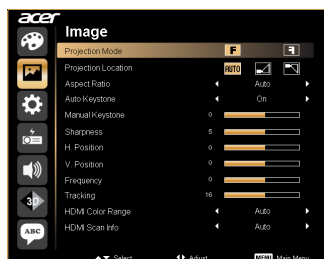 acer
Image
Projection Mode F F
Projection Location AUTO
Aspect Ratio Auto
Auto Keystone On
Manual Keystone 0
Sharpness 5
H. Position 0
V. Position 0
Frequency 0
Tracking 16
HDMI Color Range Auto
HDMI Scan Info Auto
3D
ABC
Select Adjust MENU Main Menu